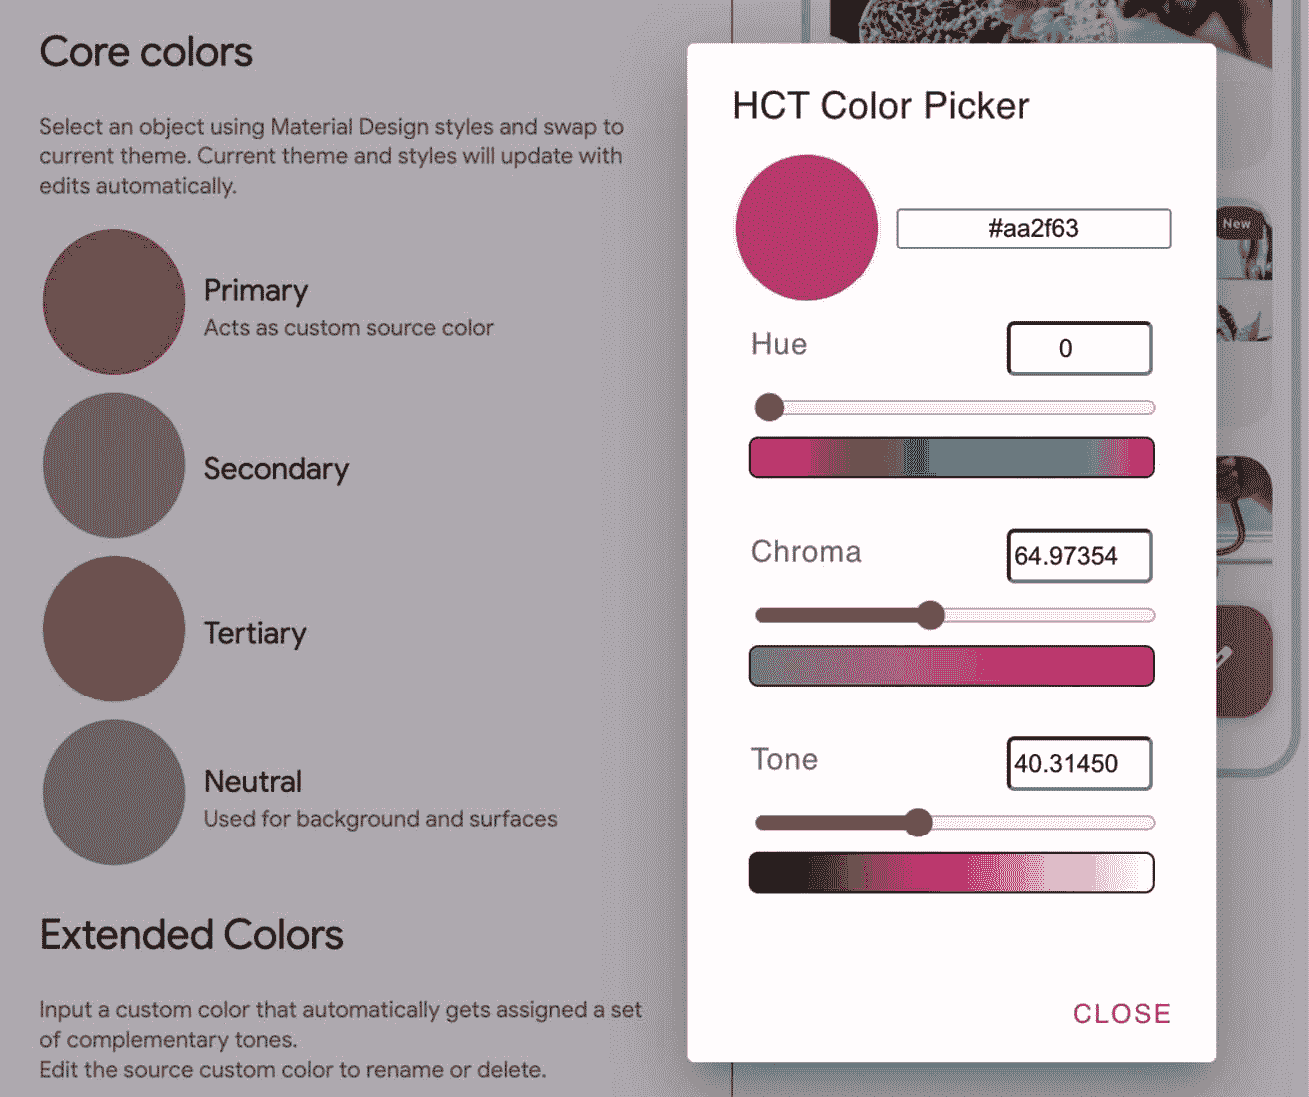 Core colors
Select an object using Material Design styles and swap to
current theme. Current theme and styles will update with
edits automatically.
Primary
Acts as custom source color
Secondary
Tertiary
Neutral
Used for background and surfaces
Extended Colors
Input a custom color that automatically gets assigned a set
of complementary tones.
Edit the source custom color to rename or delete.
HCT Color Picker
#aa2f63
Hue
0
Chroma
64.97354
Tone
40.31450
CLOSE
New